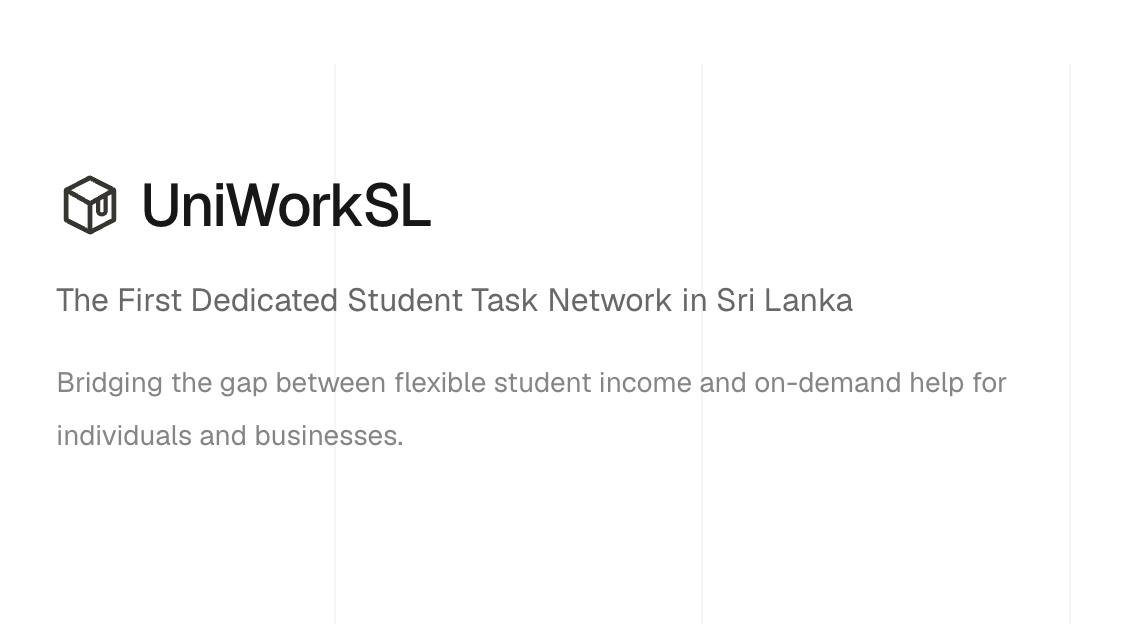 UniWorkSL
The First Dedicated Student Task Network in Sri Lanka
Bridging the gap between flexible student income and on-demand help for
individuals and businesses.